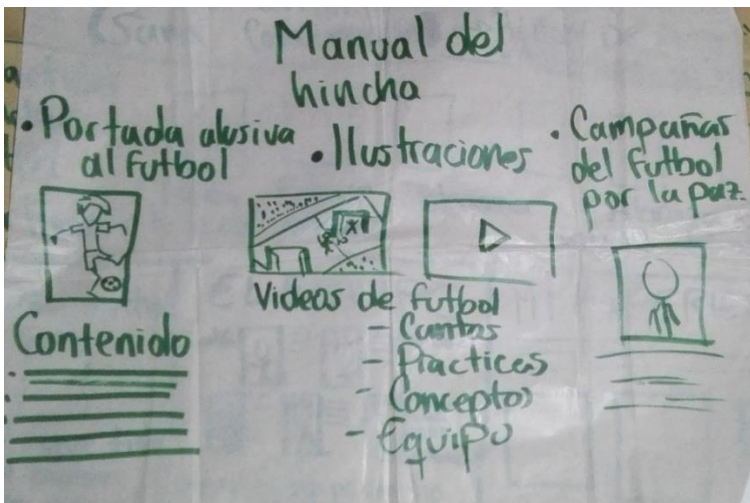 Manual del
hincha
• Portada alusiva
al futbol
• Ilustraciones
• Campañas
del futbol
por la paz.
Videos de futbol
- Cantos
- Practicas
- Conceptos
- Equipo
Contenido